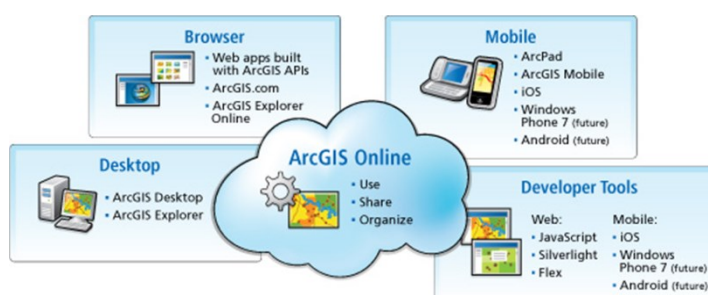 Browser
• Web apps built
with ArcGIS APIs
• ArcGIS.com
• ArcGIS Explorer
Online
Mobile
• ArcPad
• ArcGIS Mobile
• iOS
• Windows
Phone 7 (future)
• Android (future)
Desktop
• ArcGIS Desktop
• ArcGIS Explorer
ArcGIS Online
• Use
• Share
• Organize
Developer Tools
Web:
• JavaScript
• Silverlight
• Flex
Mobile:
• iOS
• Windows
Phone 7 (future)
• Android (future)